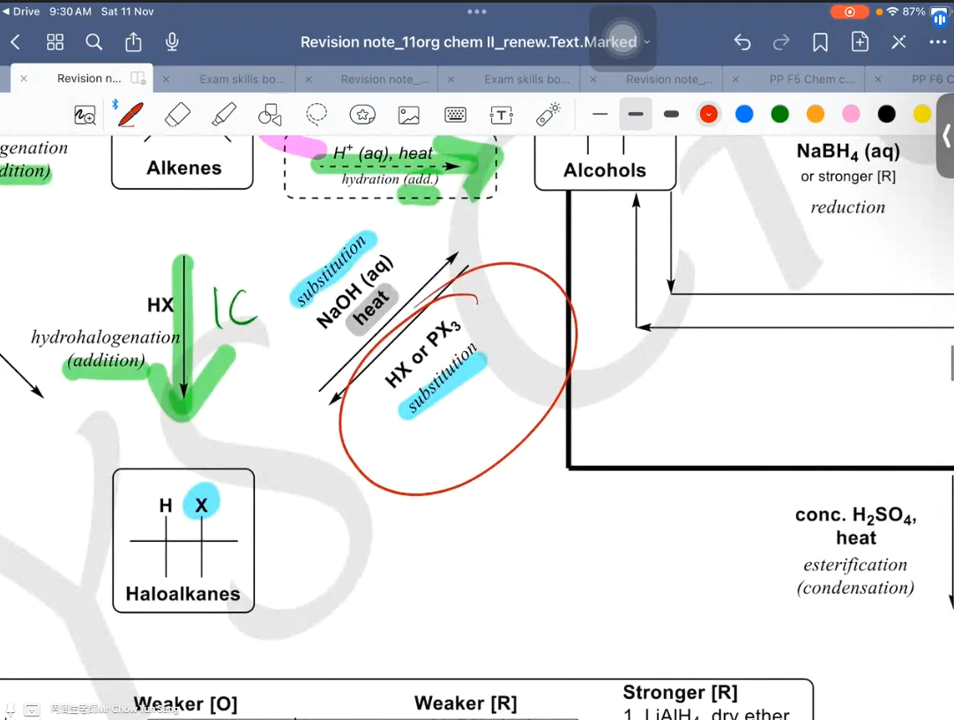 Drive 9:30 AM Sat 11 Nov
87%
Revision note_11org chem II_renew.Text.Marked
Revision n...
Exam skills bo...
Revision note_...
Exam skills bo...
Revision note_...
PP F5 Chem c...
PP F6 C
genation
dition)
Alkenes
H⁺ (aq), heat
hydration (add.)
Alcohols
NaBH₄ (aq)
or stronger [R]
reduction
substitution
NaOH (aq)
heat
HX
hydrohalogenation
(addition)
1C
HX or PX₃
substitution
H X
Haloalkanes
conc. H₂SO₄,
heat
esterification
(condensation)
Weaker [O]
Weaker [R]
Stronger [R]
1. LiAlH₄, dry ether